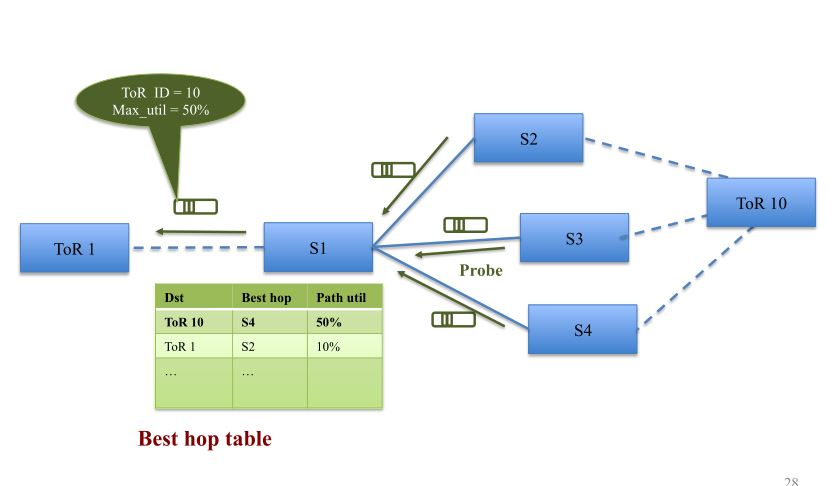 ToR ID = 10
Max_util = 50%
S2
ToR 10
S3
ToR 1
S1
Probe
Dst Best hop Path util
ToR 10 S4 50%
ToR 1 S2 10%
… …
S4
Best hop table
28